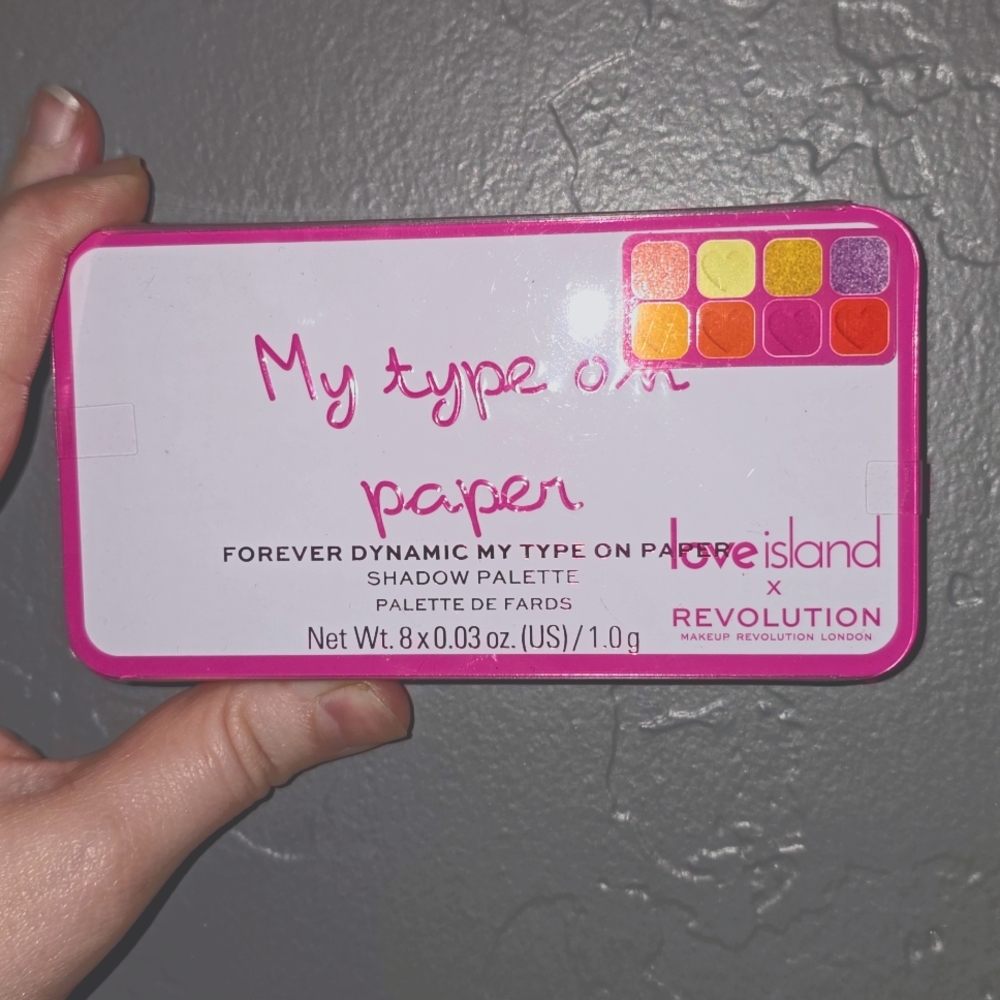 My type on
paper
FOREVER DYNAMIC MY TYPE ON PAPER
SHADOW PALETTE
PALETTE DE FARDS
Net Wt. 8 x 0.03 oz. (US) / 1.0 g
love island
x
REVOLUTION
MAKEUP REVOLUTION LONDON